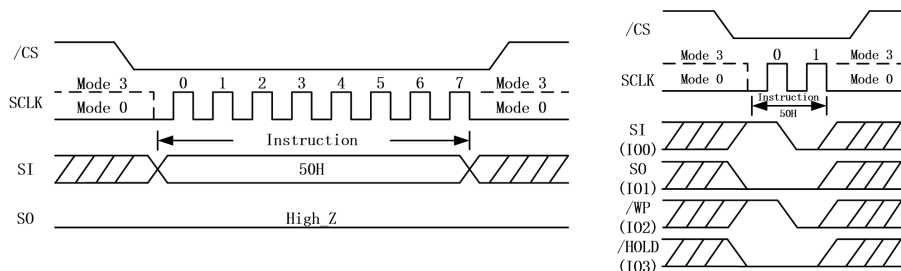 /CS
Mode 3 0 1 2 3 4 5 6 7 Mode 3
SCLK
Mode 0 Mode 0
Instruction
SI 50H
SO High_Z
/CS
Mode 3 0 1 Mode 3
SCLK Mode 0 Mode 0
Instruction
50H
SI
(IO0)
SO
(IO1)
/WP
(IO2)
/HOLD
(IO3)